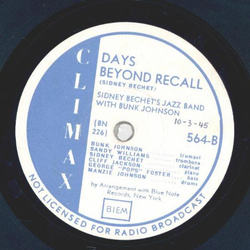 CLIMAX
DAYS
BEYOND RECALL
(SIDNEY BECHET)
SIDNEY BECHET'S JAZZ BAND
WITH BUNK JOHNSON
10-3-45
[BN
226]
564-B
BUNK JOHNSON trumpet
SANDY WILLIAMS trombone
SIDNEY BECHET clarinet
CLIFF JACKSON piano
GEORGE "POPS" FOSTER bass
MANZIE JOHNSON drums
by Arrangement with Blue Note
Records, New York
BIEM
NOT LICENSED FOR RADIO BROADCAST